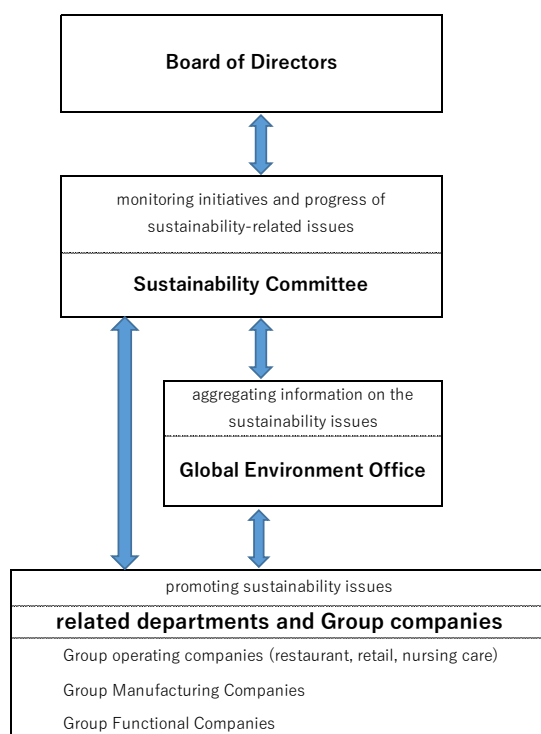 Board of Directors
monitoring initiatives and progress of
sustainability-related issues
Sustainability Committee
aggregating information on the
sustainability issues
Global Environment Office
promoting sustainability issues
related departments and Group companies
Group operating companies (restaurant, retail, nursing care)
Group Manufacturing Companies
Group Functional Companies